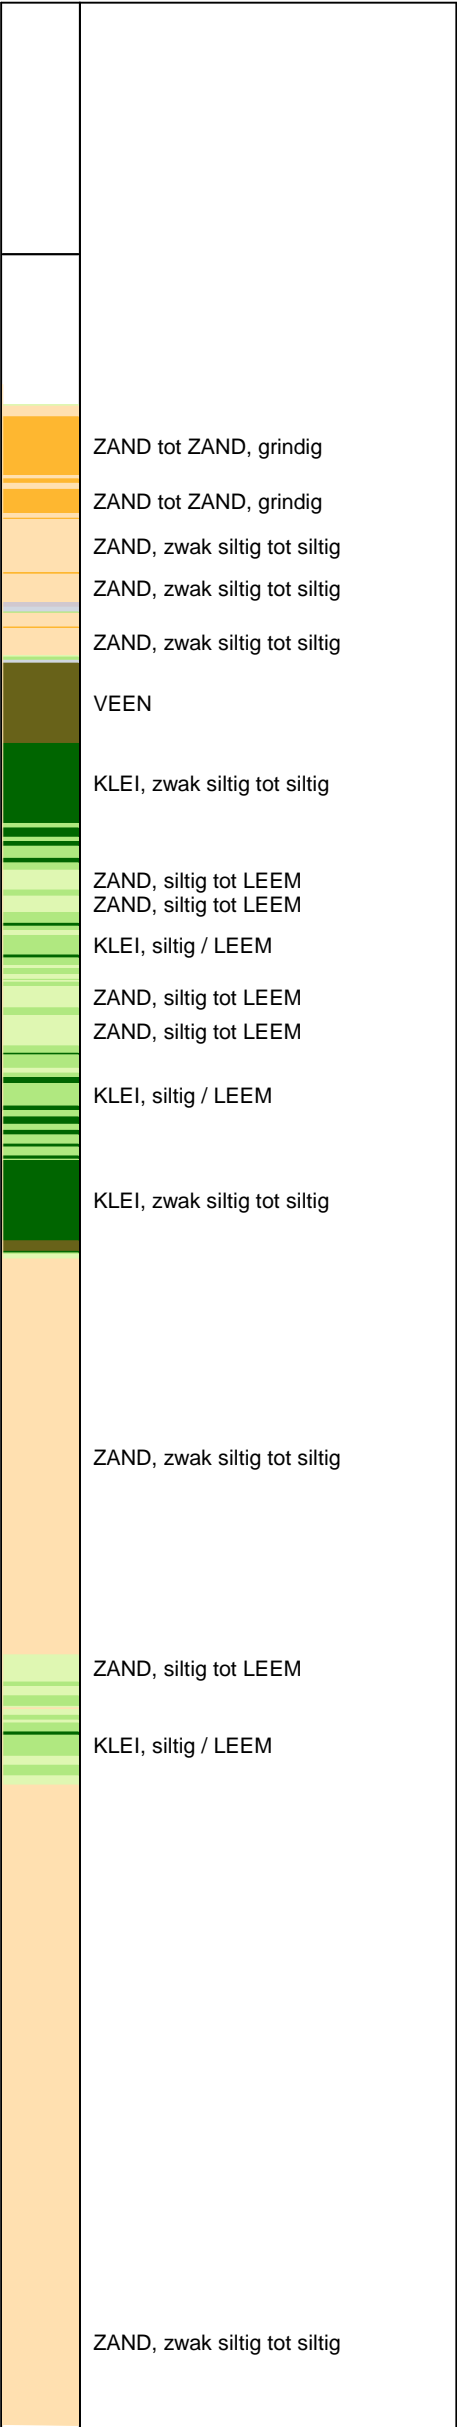 ZAND tot ZAND, grindig
ZAND tot ZAND, grindig
ZAND, zwak siltig tot siltig
ZAND, zwak siltig tot siltig
ZAND, zwak siltig tot siltig
VEEN
KLEI, zwak siltig tot siltig
ZAND, siltig tot LEEM
ZAND, siltig tot LEEM
KLEI, siltig / LEEM
ZAND, siltig tot LEEM
ZAND, siltig tot LEEM
KLEI, siltig / LEEM
KLEI, zwak siltig tot siltig
ZAND, zwak siltig tot siltig
ZAND, siltig tot LEEM
KLEI, siltig / LEEM
ZAND, zwak siltig tot siltig